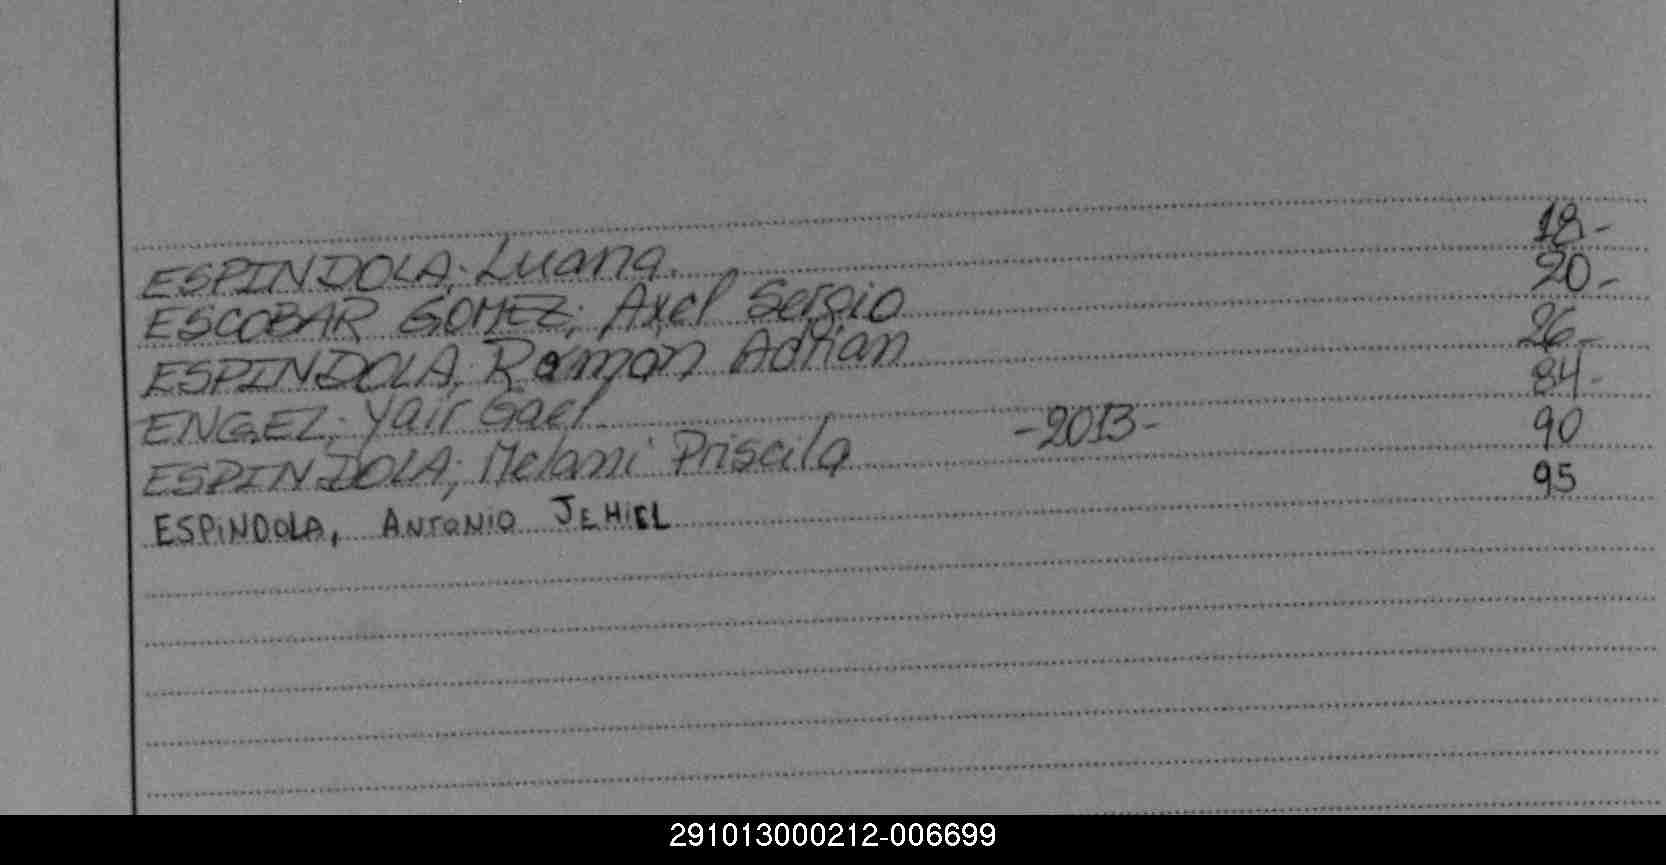 ESPINDOLA; Luana 18-
ESCOBAR GOMEZ; Axel Sergio 20-
ESPINDOLA; Ramon Adrian 26-
ENGEL; Yair Gael 84-
ESPINDOLA; Melani Priscila -2013- 90
ESPINDOLA, ANTONIO JEHIEL 95
291013000212-006699